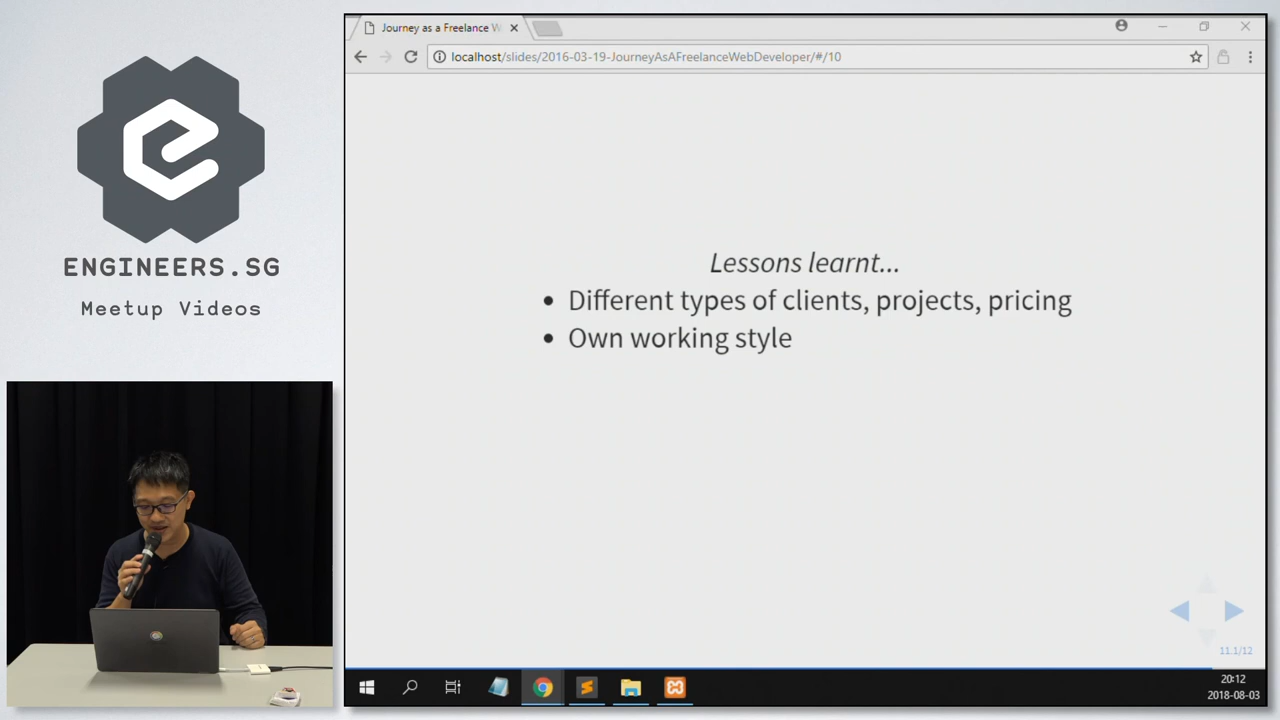 ENGINEERS.SG
Meetup Videos
Journey as a Freelance W
localhost/slides/2016-03-19-JourneyAsAFreelanceWebDeveloper/#/10
Lessons learnt...
Different types of clients, projects, pricing
Own working style
11.1/12
20:12
2018-08-03